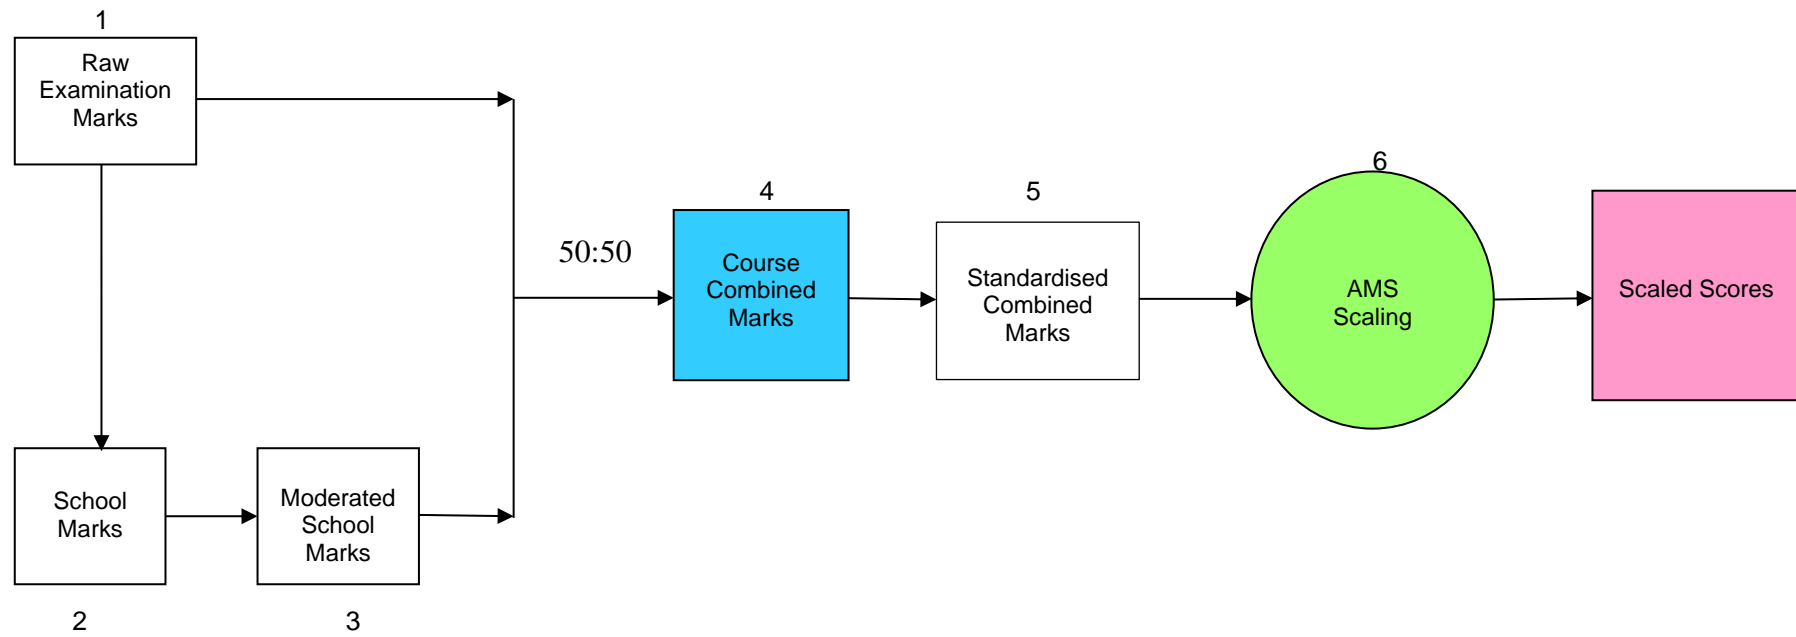 1
Raw
Examination
Marks
50:50
4
Course
Combined
Marks
5
Standardised
Combined
Marks
6
AMS
Scaling
Scaled Scores
School
Marks
2
Moderated
School
Marks
3